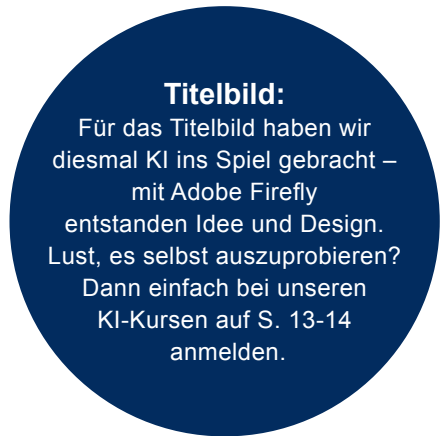 Titelbild:
Für das Titelbild haben wir
diesmal KI ins Spiel gebracht –
mit Adobe Firefly
entstanden Idee und Design.
Lust, es selbst auszuprobieren?
Dann einfach bei unseren
KI-Kursen auf S. 13-14
anmelden.